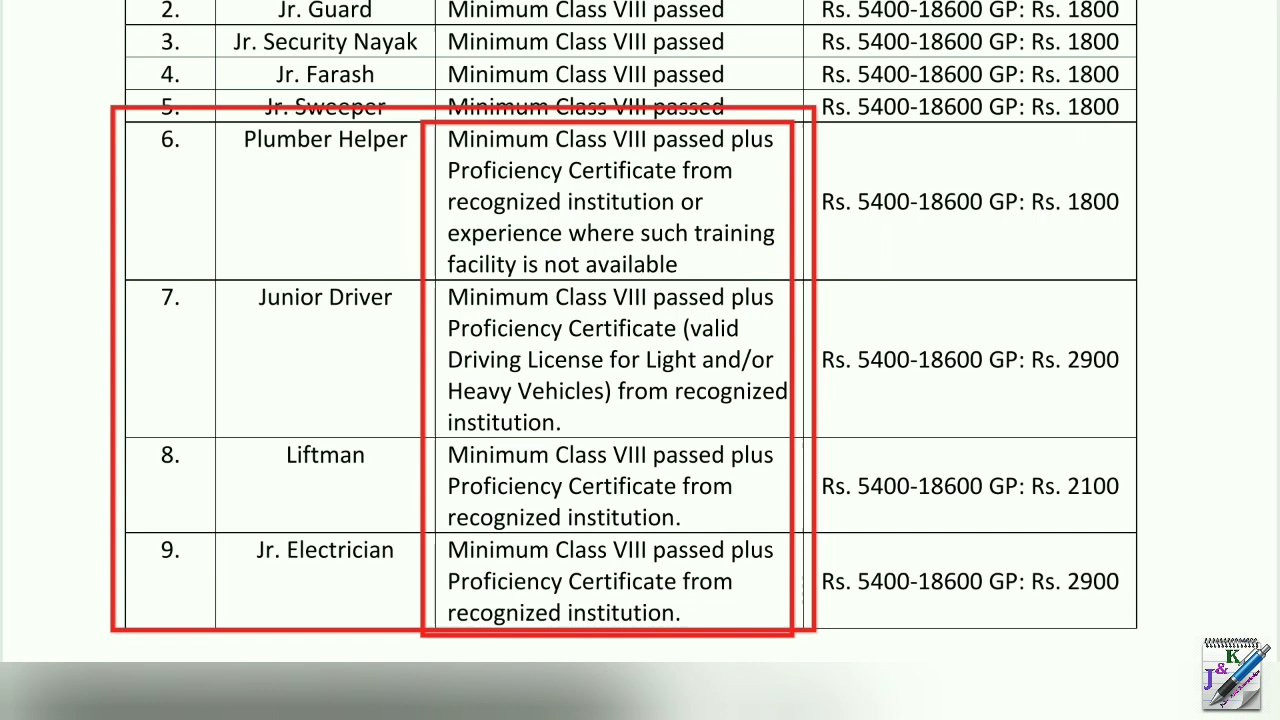 2. Jr. Guard Minimum Class VIII passed Rs. 5400-18600 GP: Rs. 1800
3. Jr. Security Nayak Minimum Class VIII passed Rs. 5400-18600 GP: Rs. 1800
4. Jr. Farash Minimum Class VIII passed Rs. 5400-18600 GP: Rs. 1800
5. Jr. Sweeper Minimum Class VIII passed Rs. 5400-18600 GP: Rs. 1800
6. Plumber Helper Minimum Class VIII passed plus
Proficiency Certificate from
recognized institution or
experience where such training
facility is not available
Rs. 5400-18600 GP: Rs. 1800
7. Junior Driver Minimum Class VIII passed plus
Proficiency Certificate (valid
Driving License for Light and/or
Heavy Vehicles) from recognized
institution.
Rs. 5400-18600 GP: Rs. 2900
8. Liftman Minimum Class VIII passed plus
Proficiency Certificate from
recognized institution.
Rs. 5400-18600 GP: Rs. 2100
9. Jr. Electrician Minimum Class VIII passed plus
Proficiency Certificate from
recognized institution.
Rs. 5400-18600 GP: Rs. 2900
J&K